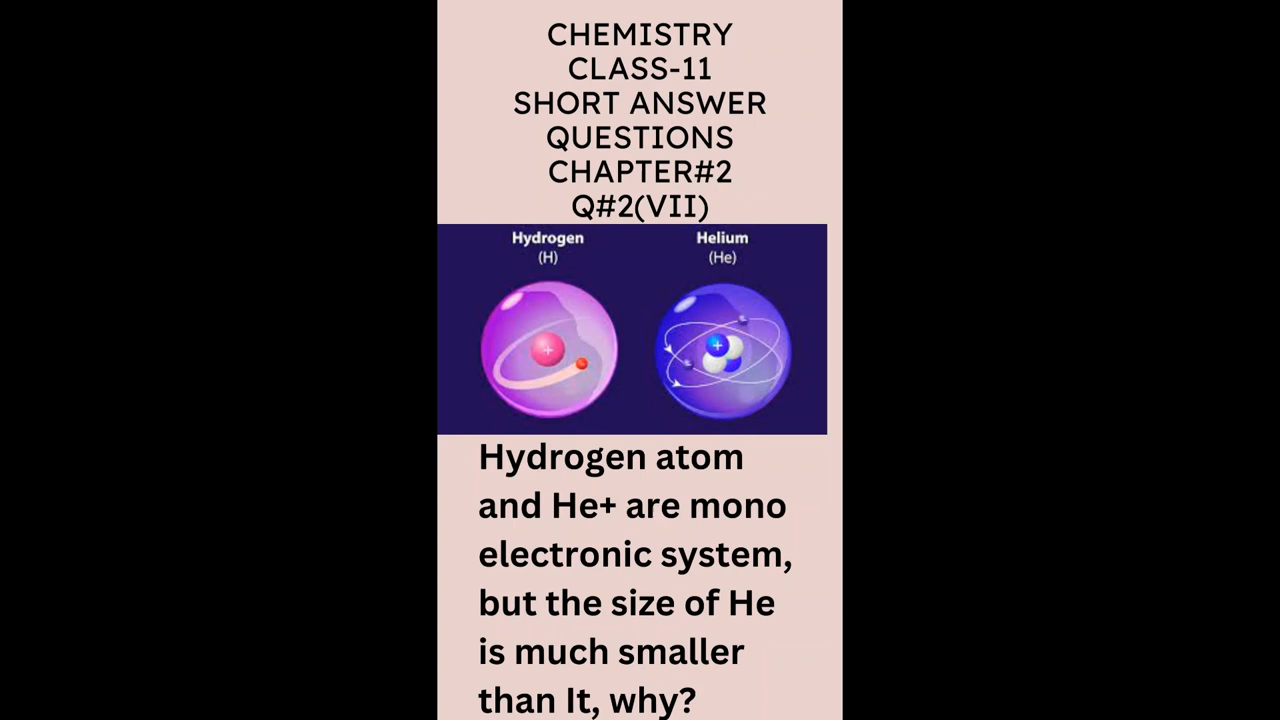 CHEMISTRY
CLASS-11
SHORT ANSWER
QUESTIONS
CHAPTER#2
Q#2(VII)
Hydrogen Helium
(H) (He)
+ +
Hydrogen atom
and He+ are mono
electronic system,
but the size of He
is much smaller
than It, why?